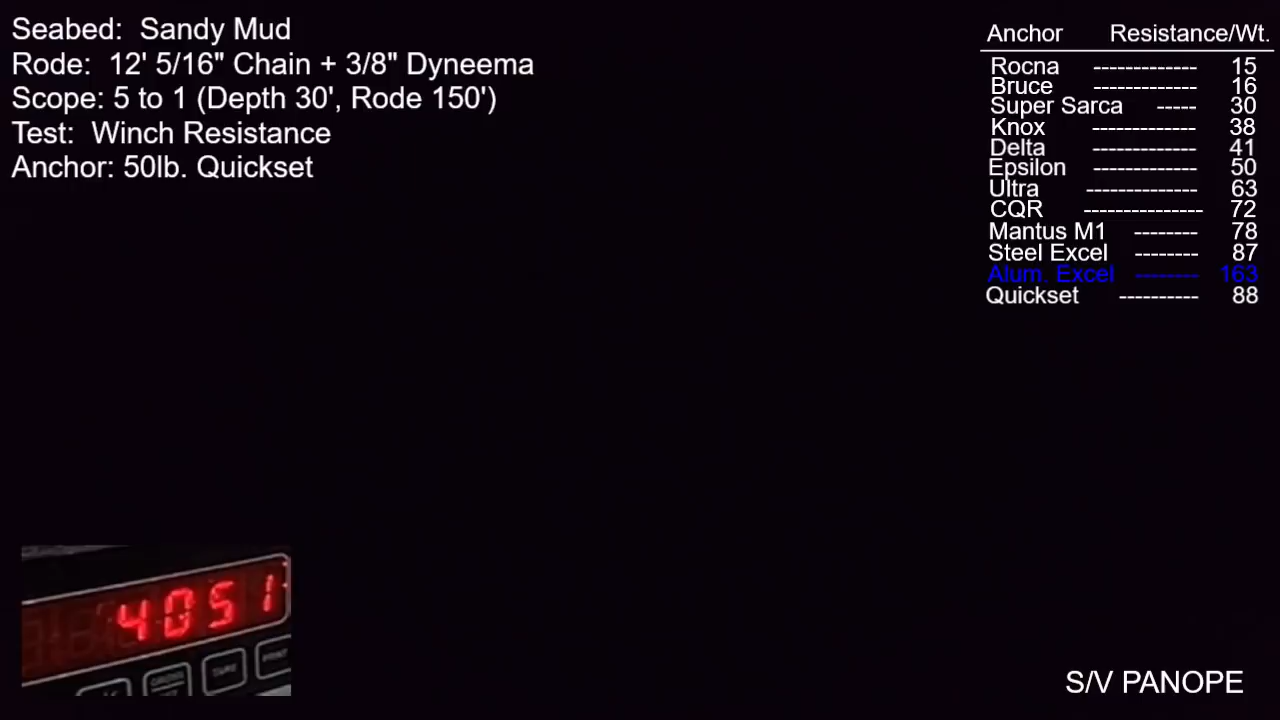 Seabed:  Sandy Mud
Rode:  12' 5/16" Chain + 3/8" Dyneema
Scope: 5 to 1 (Depth 30', Rode 150')
Test:  Winch Resistance
Anchor: 50lb. Quickset
Anchor Resistance/Wt.
Rocna ------------- 15
Bruce ------------- 16
Super Sarca ----- 30
Knox ------------- 38
Delta ------------- 41
Epsilon ------------- 50
Ultra -------------- 63
CQR --------------- 72
Mantus M1 -------- 78
Steel Excel -------- 87
Alum. Excel -------- 163
Quickset ---------- 88
4051
GROSS TARE PRINT
S/V PANOPE